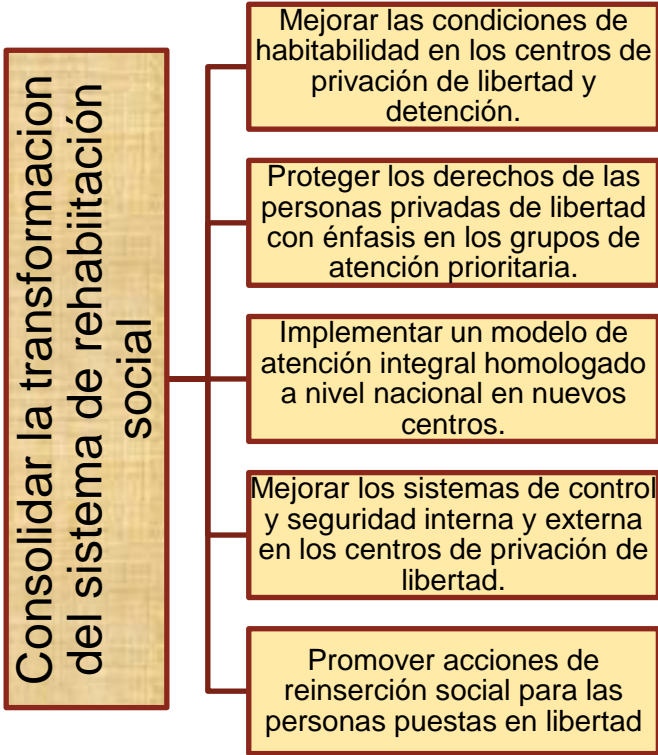 Consolidar la transformacion
del sistema de rehabiitación
social
Mejorar las condiciones de
habitabilidad en los centros de
privación de libertad y
detención.
Proteger los derechos de las
personas privadas de libertad
con énfasis en los grupos de
atención prioritaria.
Implementar un modelo de
atención integral homologado
a nivel nacional en nuevos
centros.
Mejorar los sistemas de control
y seguridad interna y externa
en los centros de privación de
libertad.
Promover acciones de
reinserción social para las
personas puestas en libertad